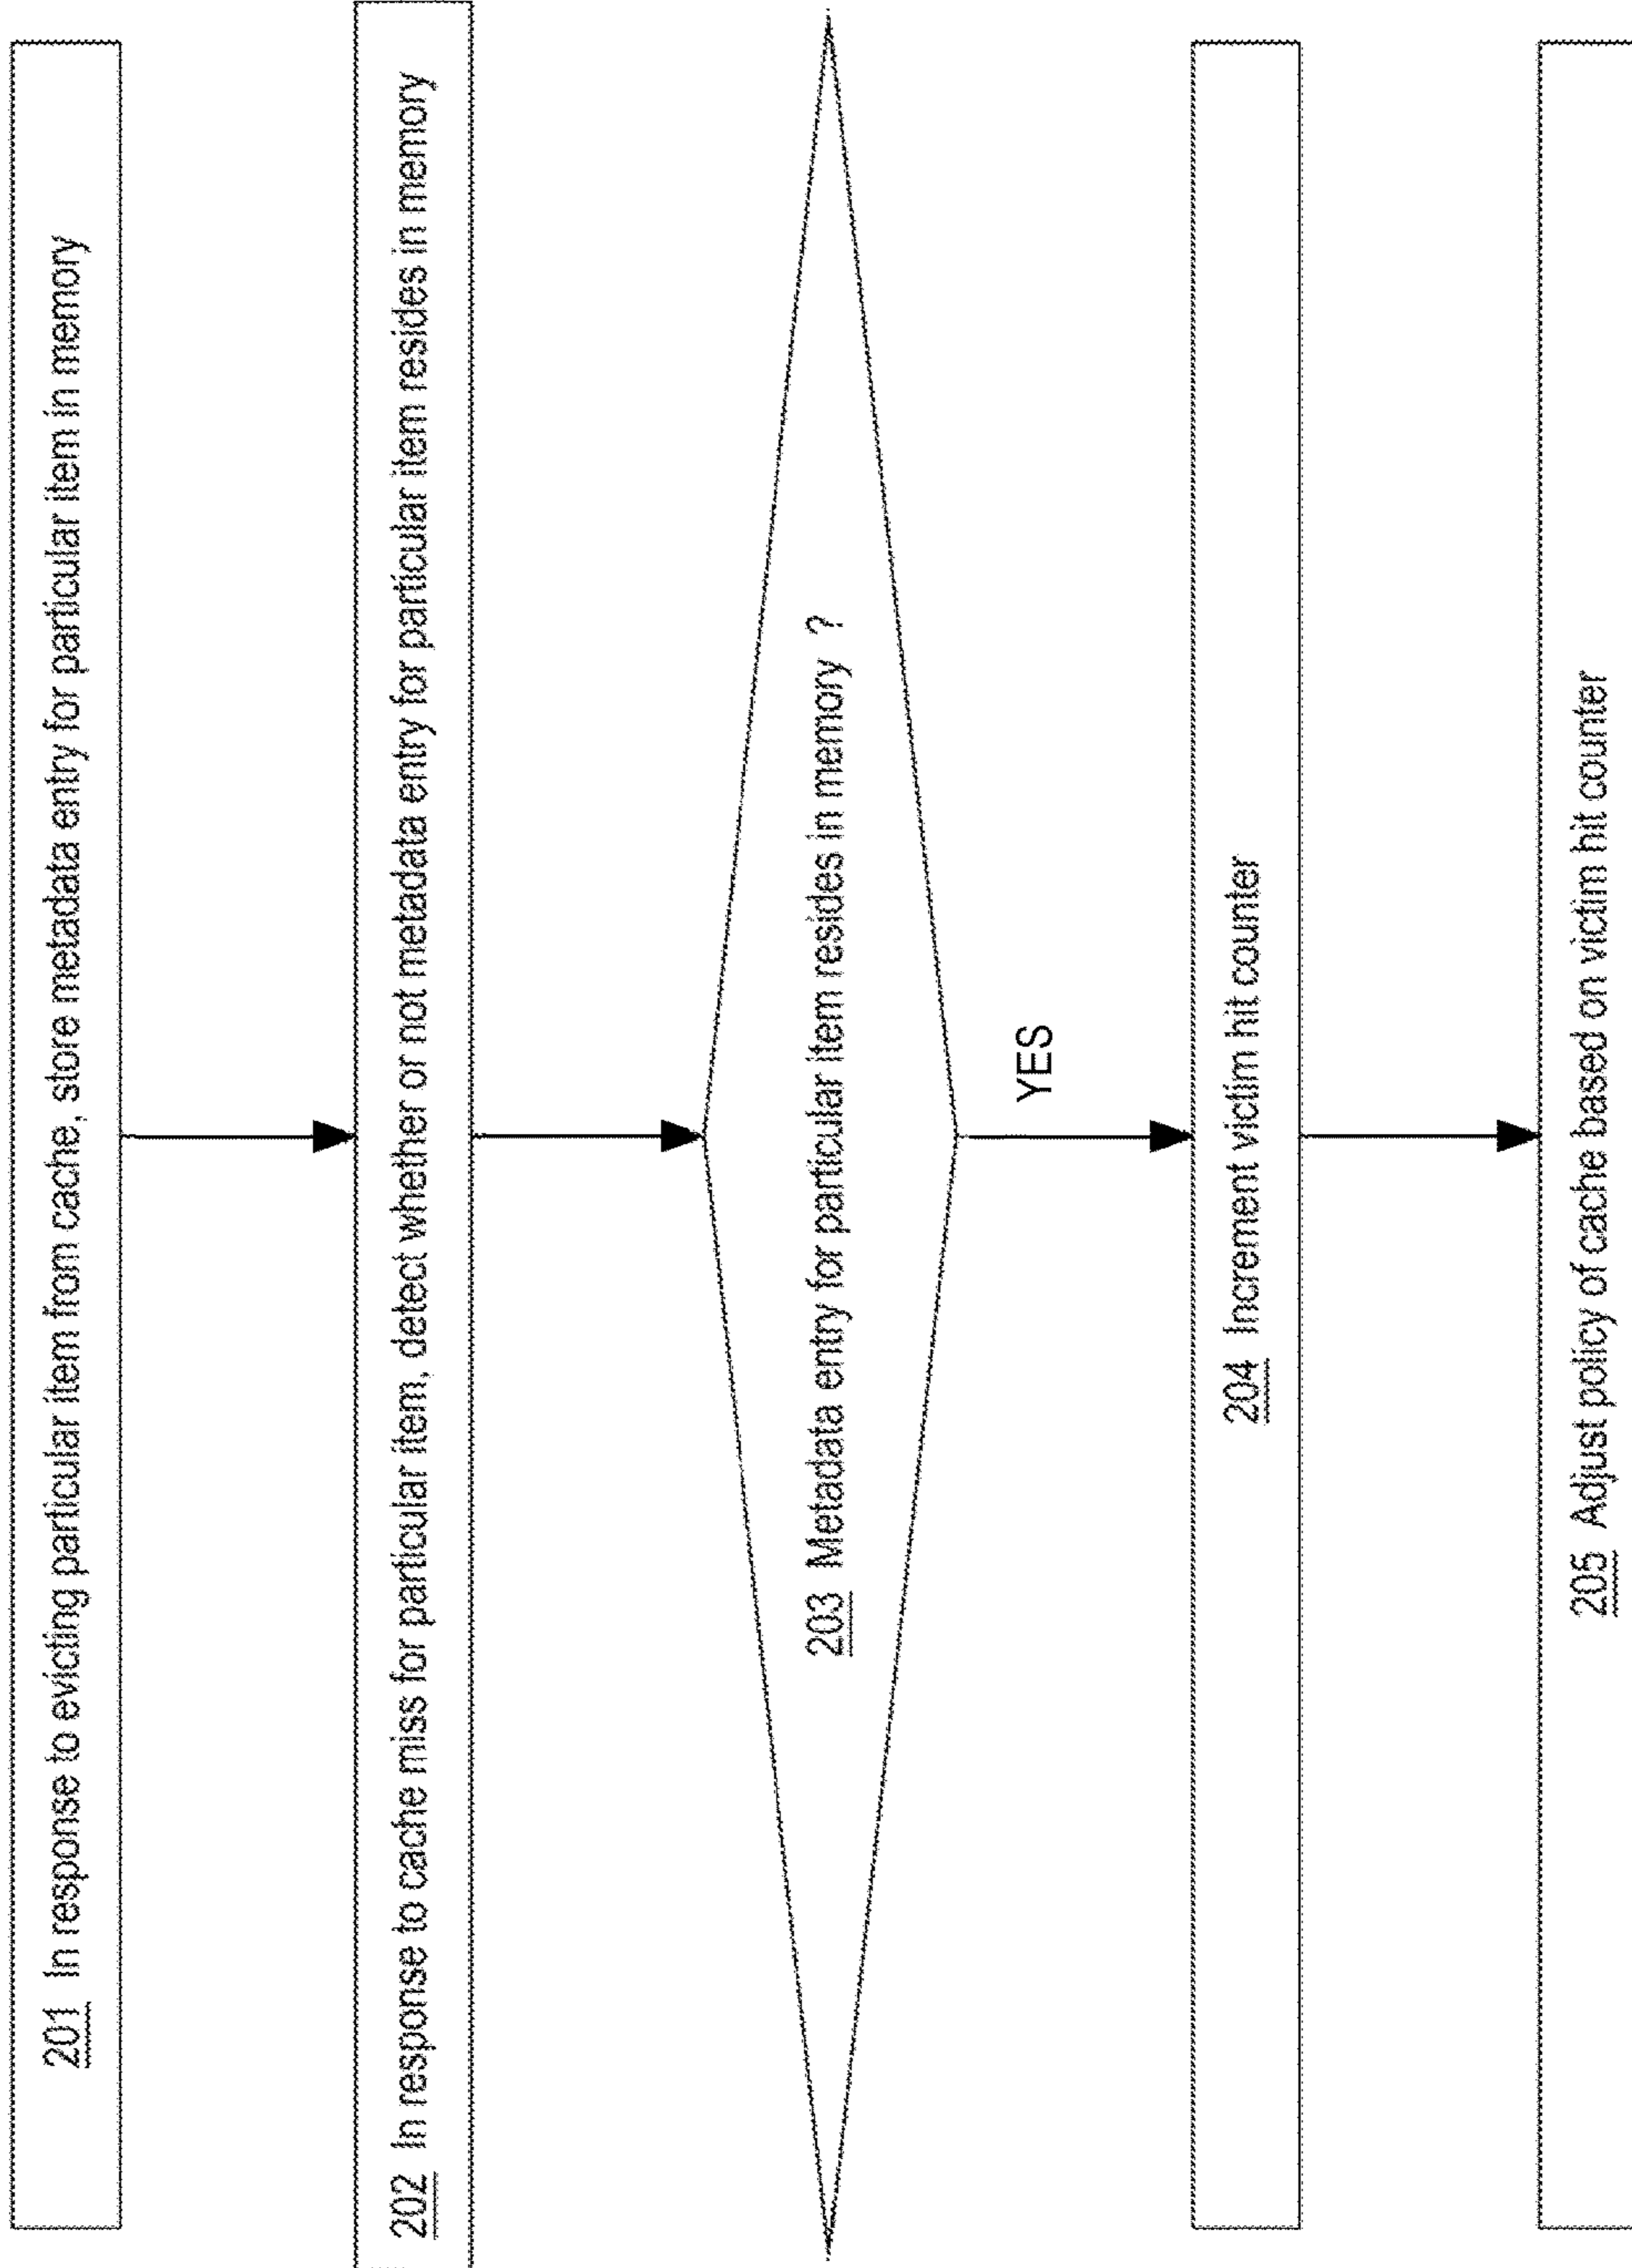 201 In response to evicting particular item from cache, store metadata entry for particular item in memory
202 In response to cache miss for particular item, detect whether or not metadata entry for particular item resides in memory
203 Metadata entry for particular item resides in memory ?
YES
204 Increment victim hit counter
205 Adjust policy of cache based on victim hit counter